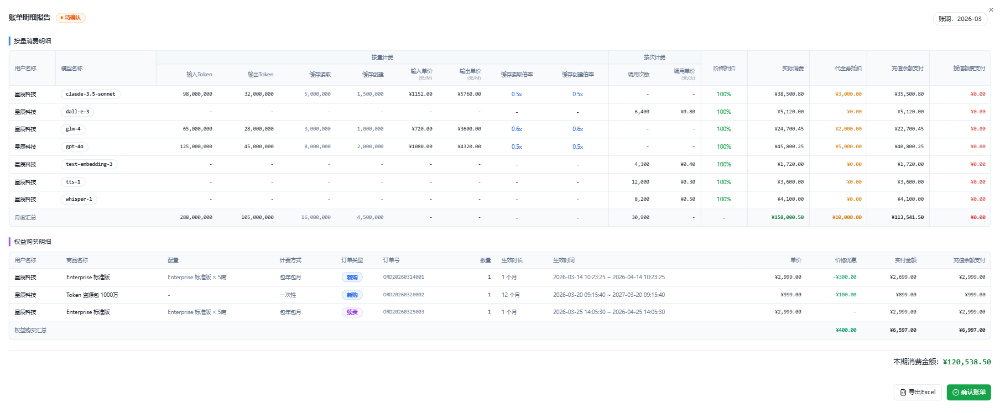 账单明细报告 待确认
账期：2026-03
按量消费明细
用户名称 模型名称 按量计费 按次计费 阶梯折扣 实际消费 代金券抵扣 充值余额支付 授信额度支付
输入Token 输出Token 缓存读取 缓存创建 输入单价 (元/M) 输出单价 (元/M) 缓存读取倍率 缓存创建倍率 调用次数 调用单价 (元/次)
星辰科技 claude-3.5-sonnet 98,000,000 32,000,000 5,000,000 1,500,000 ¥1152.00 ¥5760.00 0.5x 0.5x - - 100% ¥38,500.80 ¥3,000.00 ¥35,500.80 ¥0.00
星辰科技 dall-e-3 - - - - - - - - 6,400 ¥0.80 100% ¥5,120.00 ¥0.00 ¥5,120.00 ¥0.00
星辰科技 glm-4 65,000,000 28,000,000 3,000,000 1,000,000 ¥720.00 ¥3600.00 0.6x 0.6x - - 100% ¥24,700.45 ¥2,000.00 ¥22,700.45 ¥0.00
星辰科技 gpt-4o 125,000,000 45,000,000 8,000,000 2,000,000 ¥1080.00 ¥4320.00 0.5x 0.5x - - 100% ¥45,800.25 ¥5,000.00 ¥40,800.25 ¥0.00
星辰科技 text-embedding-3 - - - - - - - - 4,300 ¥0.40 100% ¥1,720.00 ¥0.00 ¥1,720.00 ¥0.00
星辰科技 tts-1 - - - - - - - - 12,000 ¥0.30 100% ¥3,600.00 ¥0.00 ¥3,600.00 ¥0.00
星辰科技 whisper-1 - - - - - - - - 8,200 ¥0.50 100% ¥4,100.00 ¥0.00 ¥4,100.00 ¥0.00
月度汇总 288,000,000 105,000,000 16,000,000 4,500,000 - - - - 30,900 - - ¥158,000.50 ¥10,000.00 ¥113,541.50 ¥0.00
权益购买明细
用户名称 商品名称 配置 计费方式 订单类型 订单号 数量 生效时长 生效时间 单价 价格优惠 实付金额 充值余额支付
星辰科技 Enterprise 标准版 Enterprise 标准版 × 5席 包年包月 新购 ORD20260314001 1 1 个月 2026-03-14 10:23:25 ~ 2026-04-14 10:23:25 ¥2,999.00 -¥300.00 ¥2,699.00 ¥2,999.00
星辰科技 Token 资源包 1000万 - 一次性 新购 ORD20260320002 1 12 个月 2026-03-20 09:15:40 ~ 2027-03-20 09:15:40 ¥999.00 -¥100.00 ¥899.00 ¥999.00
星辰科技 Enterprise 标准版 Enterprise 标准版 × 5席 包年包月 续费 ORD20260325003 1 1 个月 2026-03-25 14:05:30 ~ 2026-04-25 14:05:30 ¥2,999.00 - ¥2,999.00 ¥2,999.00
权益购买汇总 ¥400.00 ¥6,597.00 ¥6,997.00
本期消费金额：¥120,538.50
导出Excel 确认账单